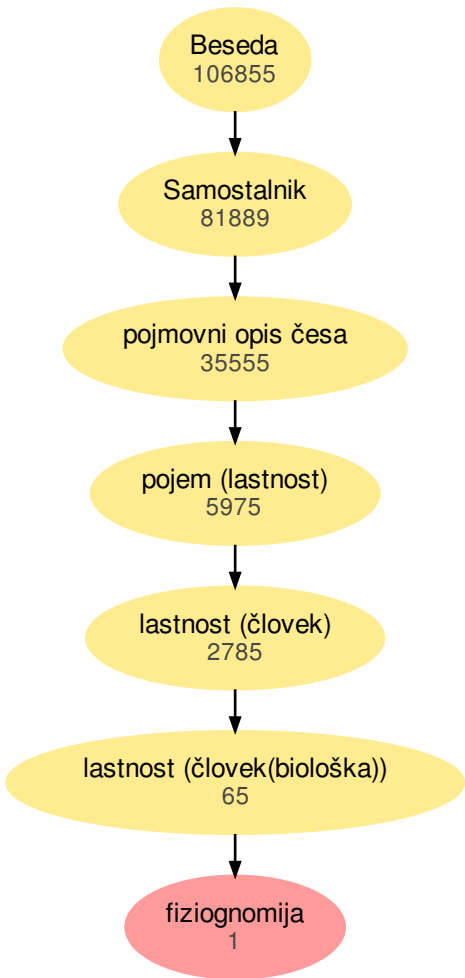 Beseda
106855
Samostalnik
81889
pojmovni opis česa
35555
pojem (lastnost)
5975
lastnost (človek)
2785
lastnost (človek(biološka))
65
fiziognomija
1